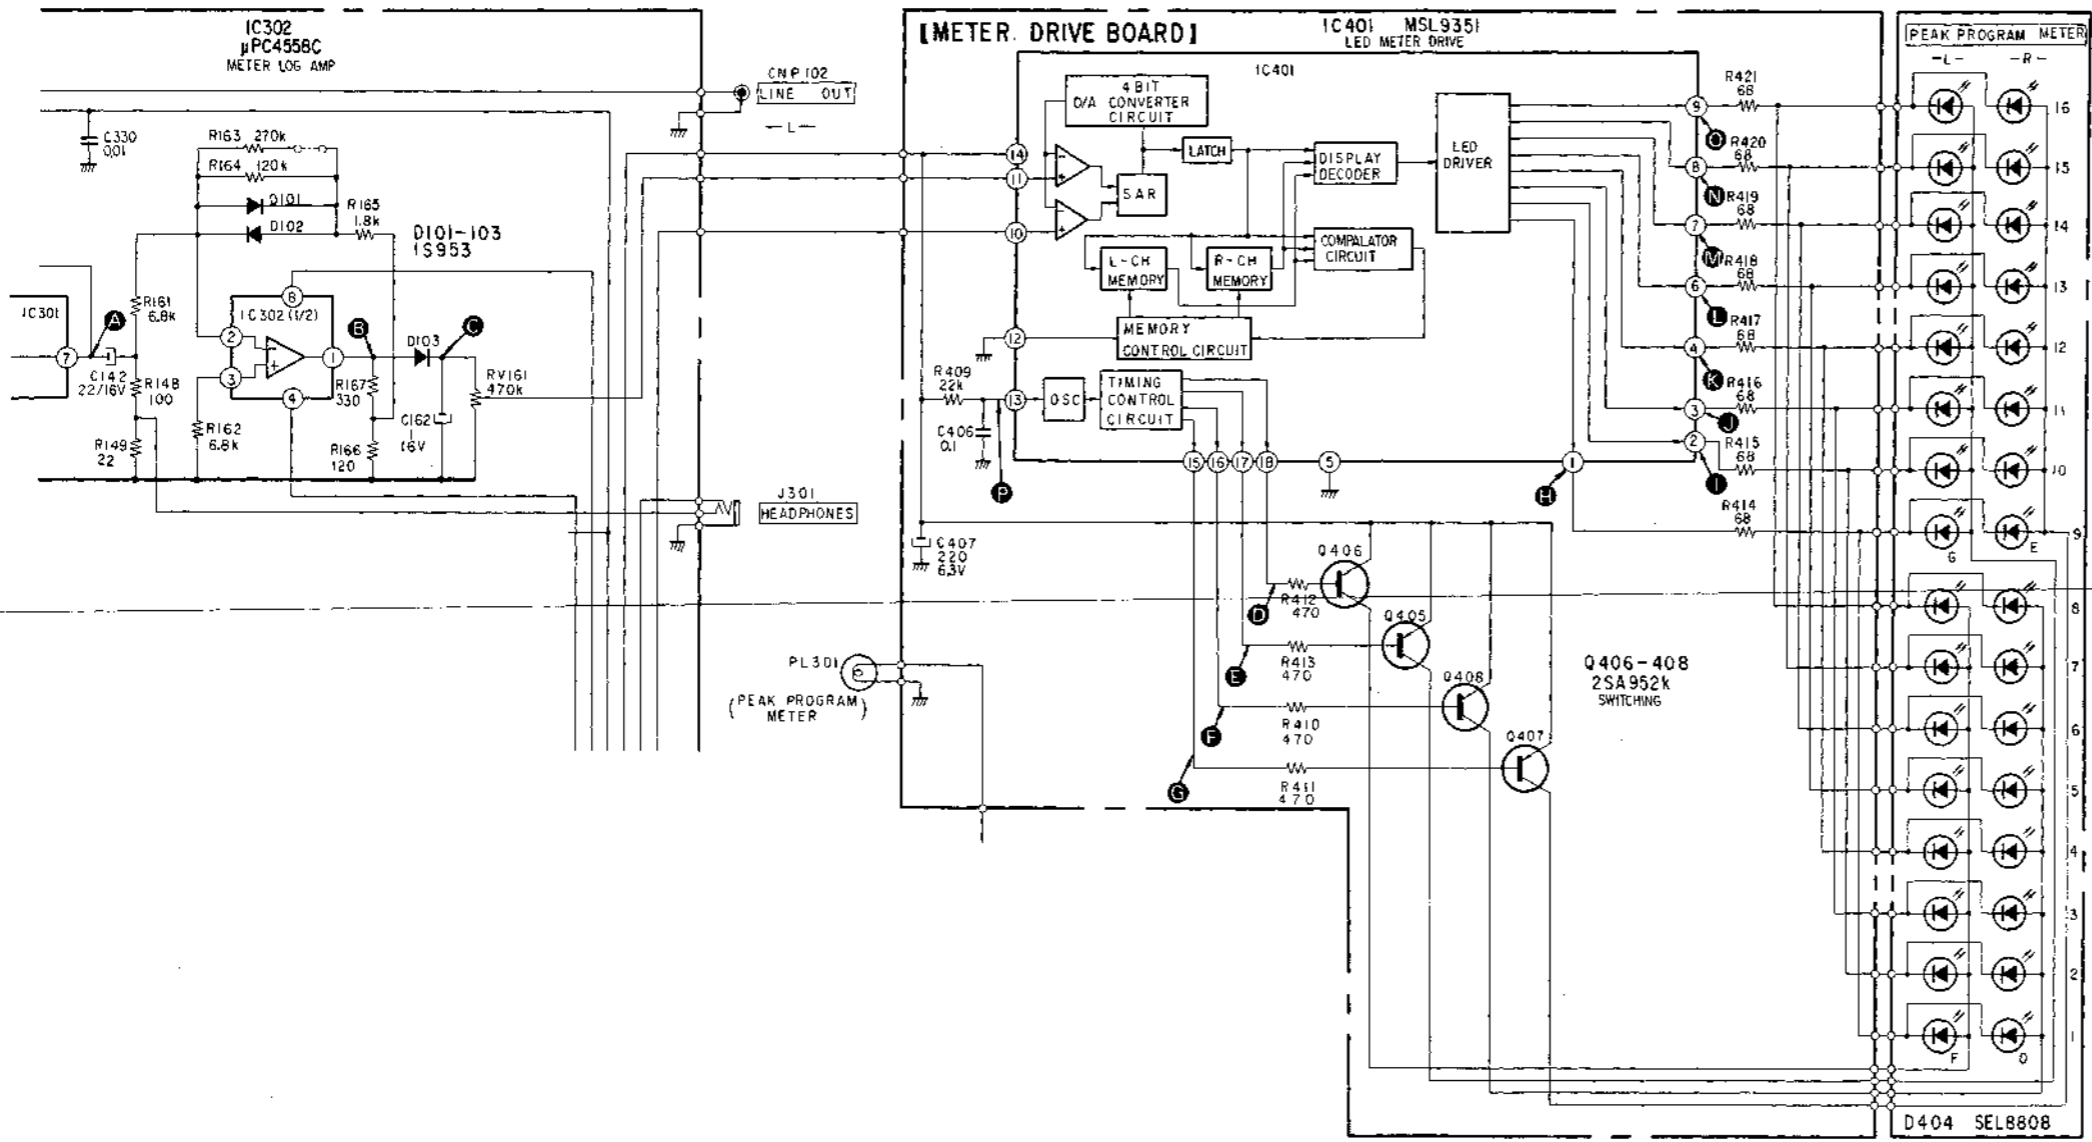 IC302
μPC4558C
METER LOG AMP
CNP102
LINE OUT
-L-
C330
0.01
R163 270k
R164 120k
D101
D102
R165
1.8k
D101-103
1S953
IC301
7
A
C142
22/16V
R161
6.8k
R148
100
R149
22
R162
6.8k
IC302(1/2)
2
3
4
1
B
D103
C
R167
330
R166
120
C162
1
16V
RV161
470k
J301
HEADPHONES
PL301
(PEAK PROGRAM
METER)
[METER DRIVE BOARD]
IC401 MSL9351
LED METER DRIVE
IC401
4 BIT
D/A CONVERTER
CIRCUIT
LATCH
SAR
DISPLAY
DECODER
LED
DRIVER
COMPALATOR
CIRCUIT
L-CH
MEMORY
R-CH
MEMORY
MEMORY
CONTROL CIRCUIT
OSC
TIMING
CONTROL
CIRCUIT
14
11
10
12
13
R409
22k
C406
0.1
P
15
16
17
18
5
1
H
9
8
7
6
4
3
2
O
N
M
L
K
J
I
R421
68
R420
68
R419
68
R418
68
R417
68
R416
68
R415
68
R414
68
C407
220
6.3V
D
R412
470
Q406
E
R413
470
Q405
F
R410
470
Q408
G
R411
470
Q407
Q406-408
2SA952k
SWITCHING
PEAK PROGRAM METER
-L- -R-
16
15
14
13
12
11
10
9
G E
8
7
6
5
4
3
2
1
F D
D404 SEL8808